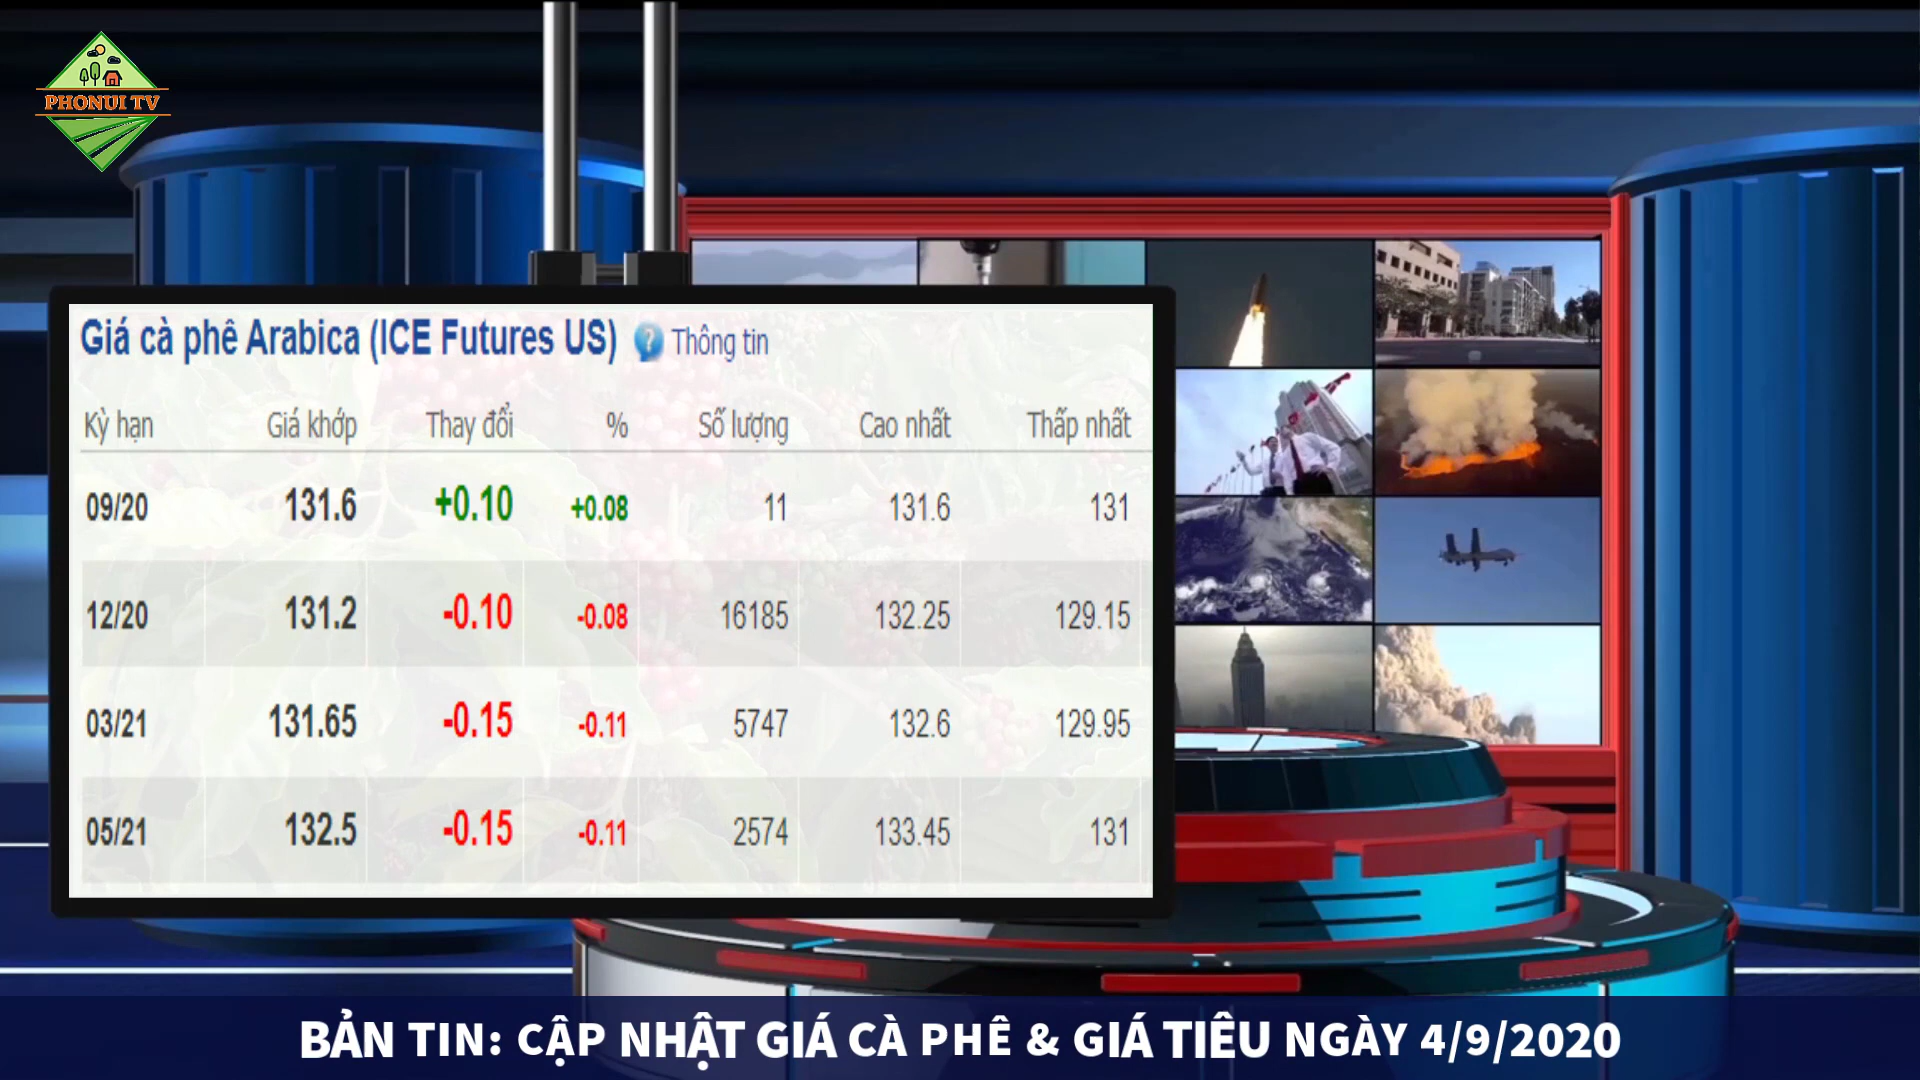 PHONUI TV
Giá cà phê Arabica (ICE Futures US) ? Thông tin
Kỳ hạn Giá khớp Thay đổi % Số lượng Cao nhất Thấp nhất
09/20 131.6 +0.10 +0.08 11 131.6 131
12/20 131.2 -0.10 -0.08 16185 132.25 129.15
03/21 131.65 -0.15 -0.11 5747 132.6 129.95
05/21 132.5 -0.15 -0.11 2574 133.45 131
BẢN TIN: CẬP NHẬT GIÁ CÀ PHÊ & GIÁ TIÊU NGÀY 4/9/2020